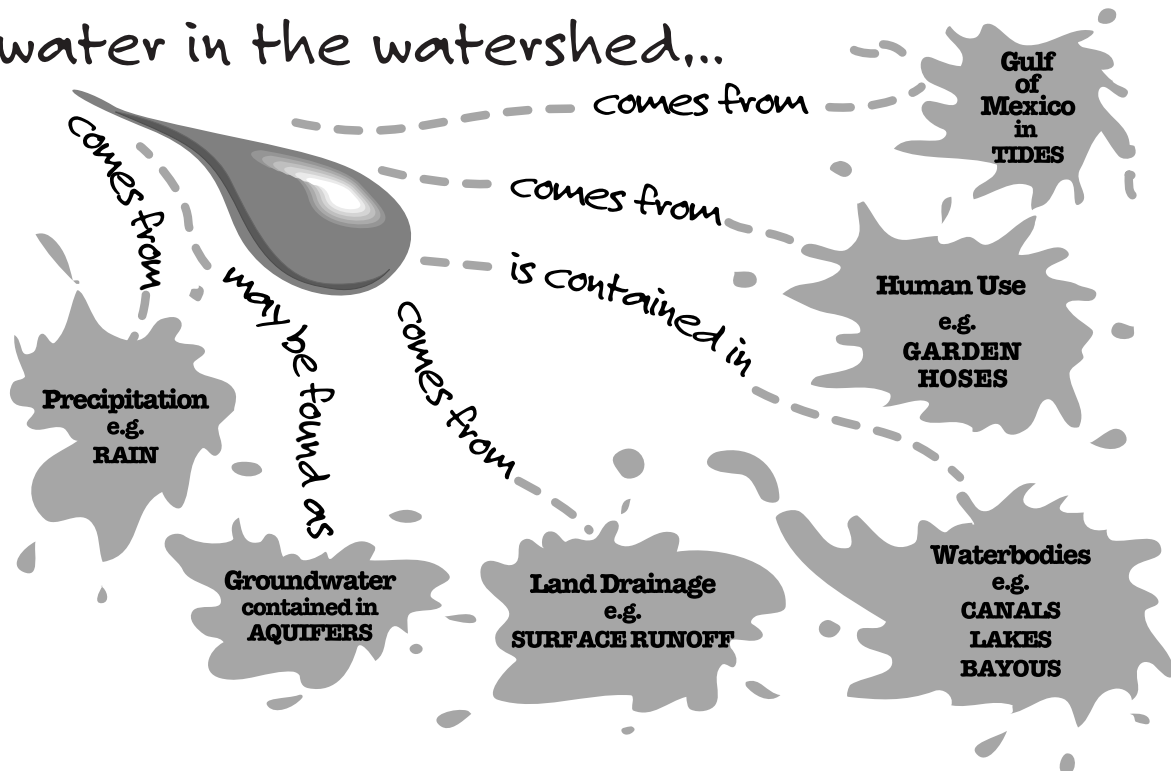 water in the watershed...
comes from
Gulf
of
Mexico
in
TIDES
comes from
Human Use
e.g.
GARDEN
HOSES
is contained in
Waterbodies
e.g.
CANALS
LAKES
BAYOUS
comes from
Land Drainage
e.g.
SURFACE RUNOFF
may be found as
Groundwater
contained in
AQUIFERS
comes from
Precipitation
e.g.
RAIN